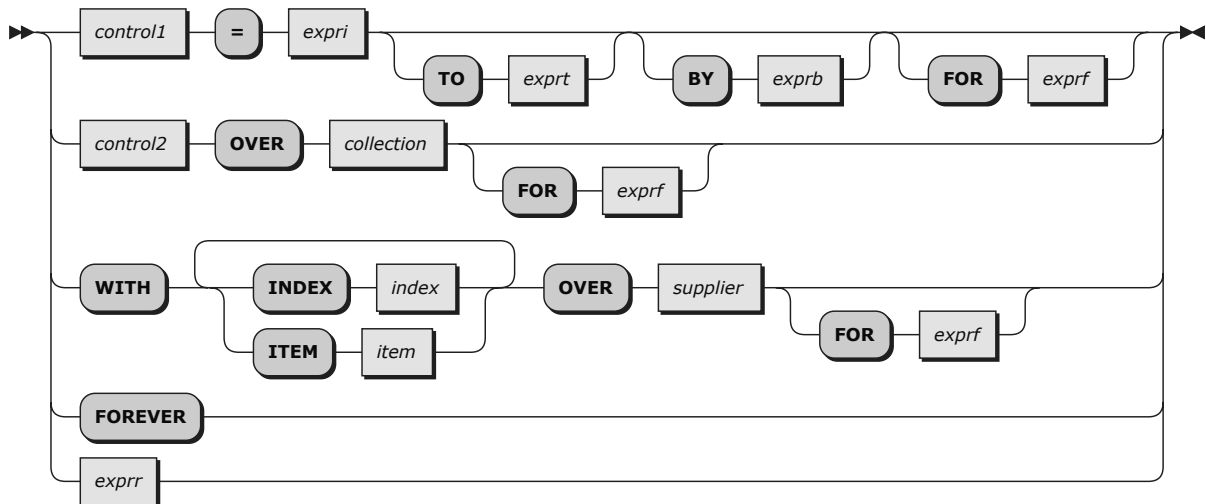 control1 = expri
TO exprt BY exprb FOR exprf
control2 OVER collection
FOR exprf
WITH INDEX index OVER supplier
ITEM item FOR exprf
FOREVER
exprr